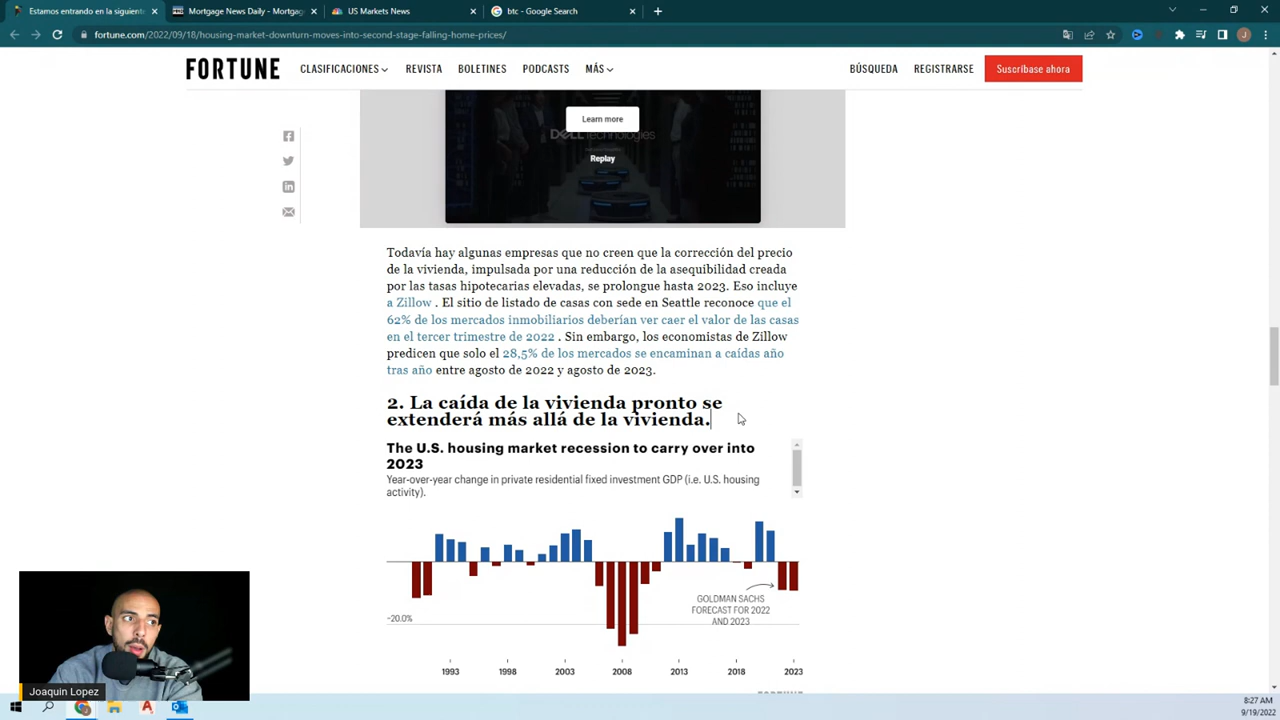 Estamos entrando en la siguiente
Mortgage News Daily - Mortgag
US Markets News
btc - Google Search
fortune.com/2022/09/18/housing-market-downturn-moves-into-second-stage-falling-home-prices/
J
FORTUNE
CLASIFICACIONES
REVISTA
BOLETINES
PODCASTS
MÁS
BÚSQUEDA
REGISTRARSE
Suscríbase ahora
Learn more
DELL Technologies
Replay
Todavía hay algunas empresas que no creen que la corrección del precio
de la vivienda, impulsada por una reducción de la asequibilidad creada
por las tasas hipotecarias elevadas, se prolongue hasta 2023. Eso incluye
a Zillow . El sitio de listado de casas con sede en Seattle reconoce que el
62% de los mercados inmobiliarios deberían ver caer el valor de las casas
en el tercer trimestre de 2022 . Sin embargo, los economistas de Zillow
predicen que solo el 28,5% de los mercados se encaminan a caídas año
tras año entre agosto de 2022 y agosto de 2023.
2. La caída de la vivienda pronto se
extenderá más allá de la vivienda.
The U.S. housing market recession to carry over into
2023
Year-over-year change in private residential fixed investment GDP (i.e. U.S. housing
activity).
GOLDMAN SACHS
FORECAST FOR 2022
AND 2023
-20.0%
1993
1998
2003
2008
2013
2018
2023
Joaquin Lopez
8:27 AM
9/19/2022